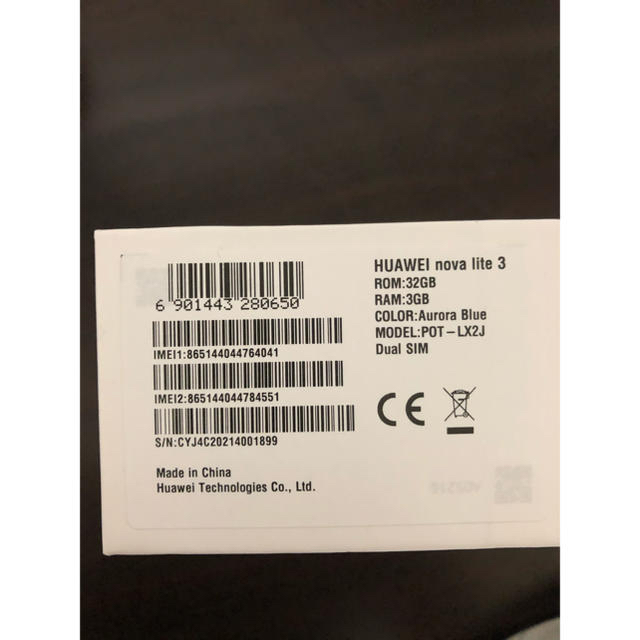 6 901443 280650
IMEI1:865144044764041
IMEI2:865144044784551
S/N:CYJ4C20214001899
Made in China
Huawei Technologies Co., Ltd.
HUAWEI nova lite 3
ROM:32GB
RAM:3GB
COLOR:Aurora Blue
MODEL:POT-LX2J
Dual SIM
CE